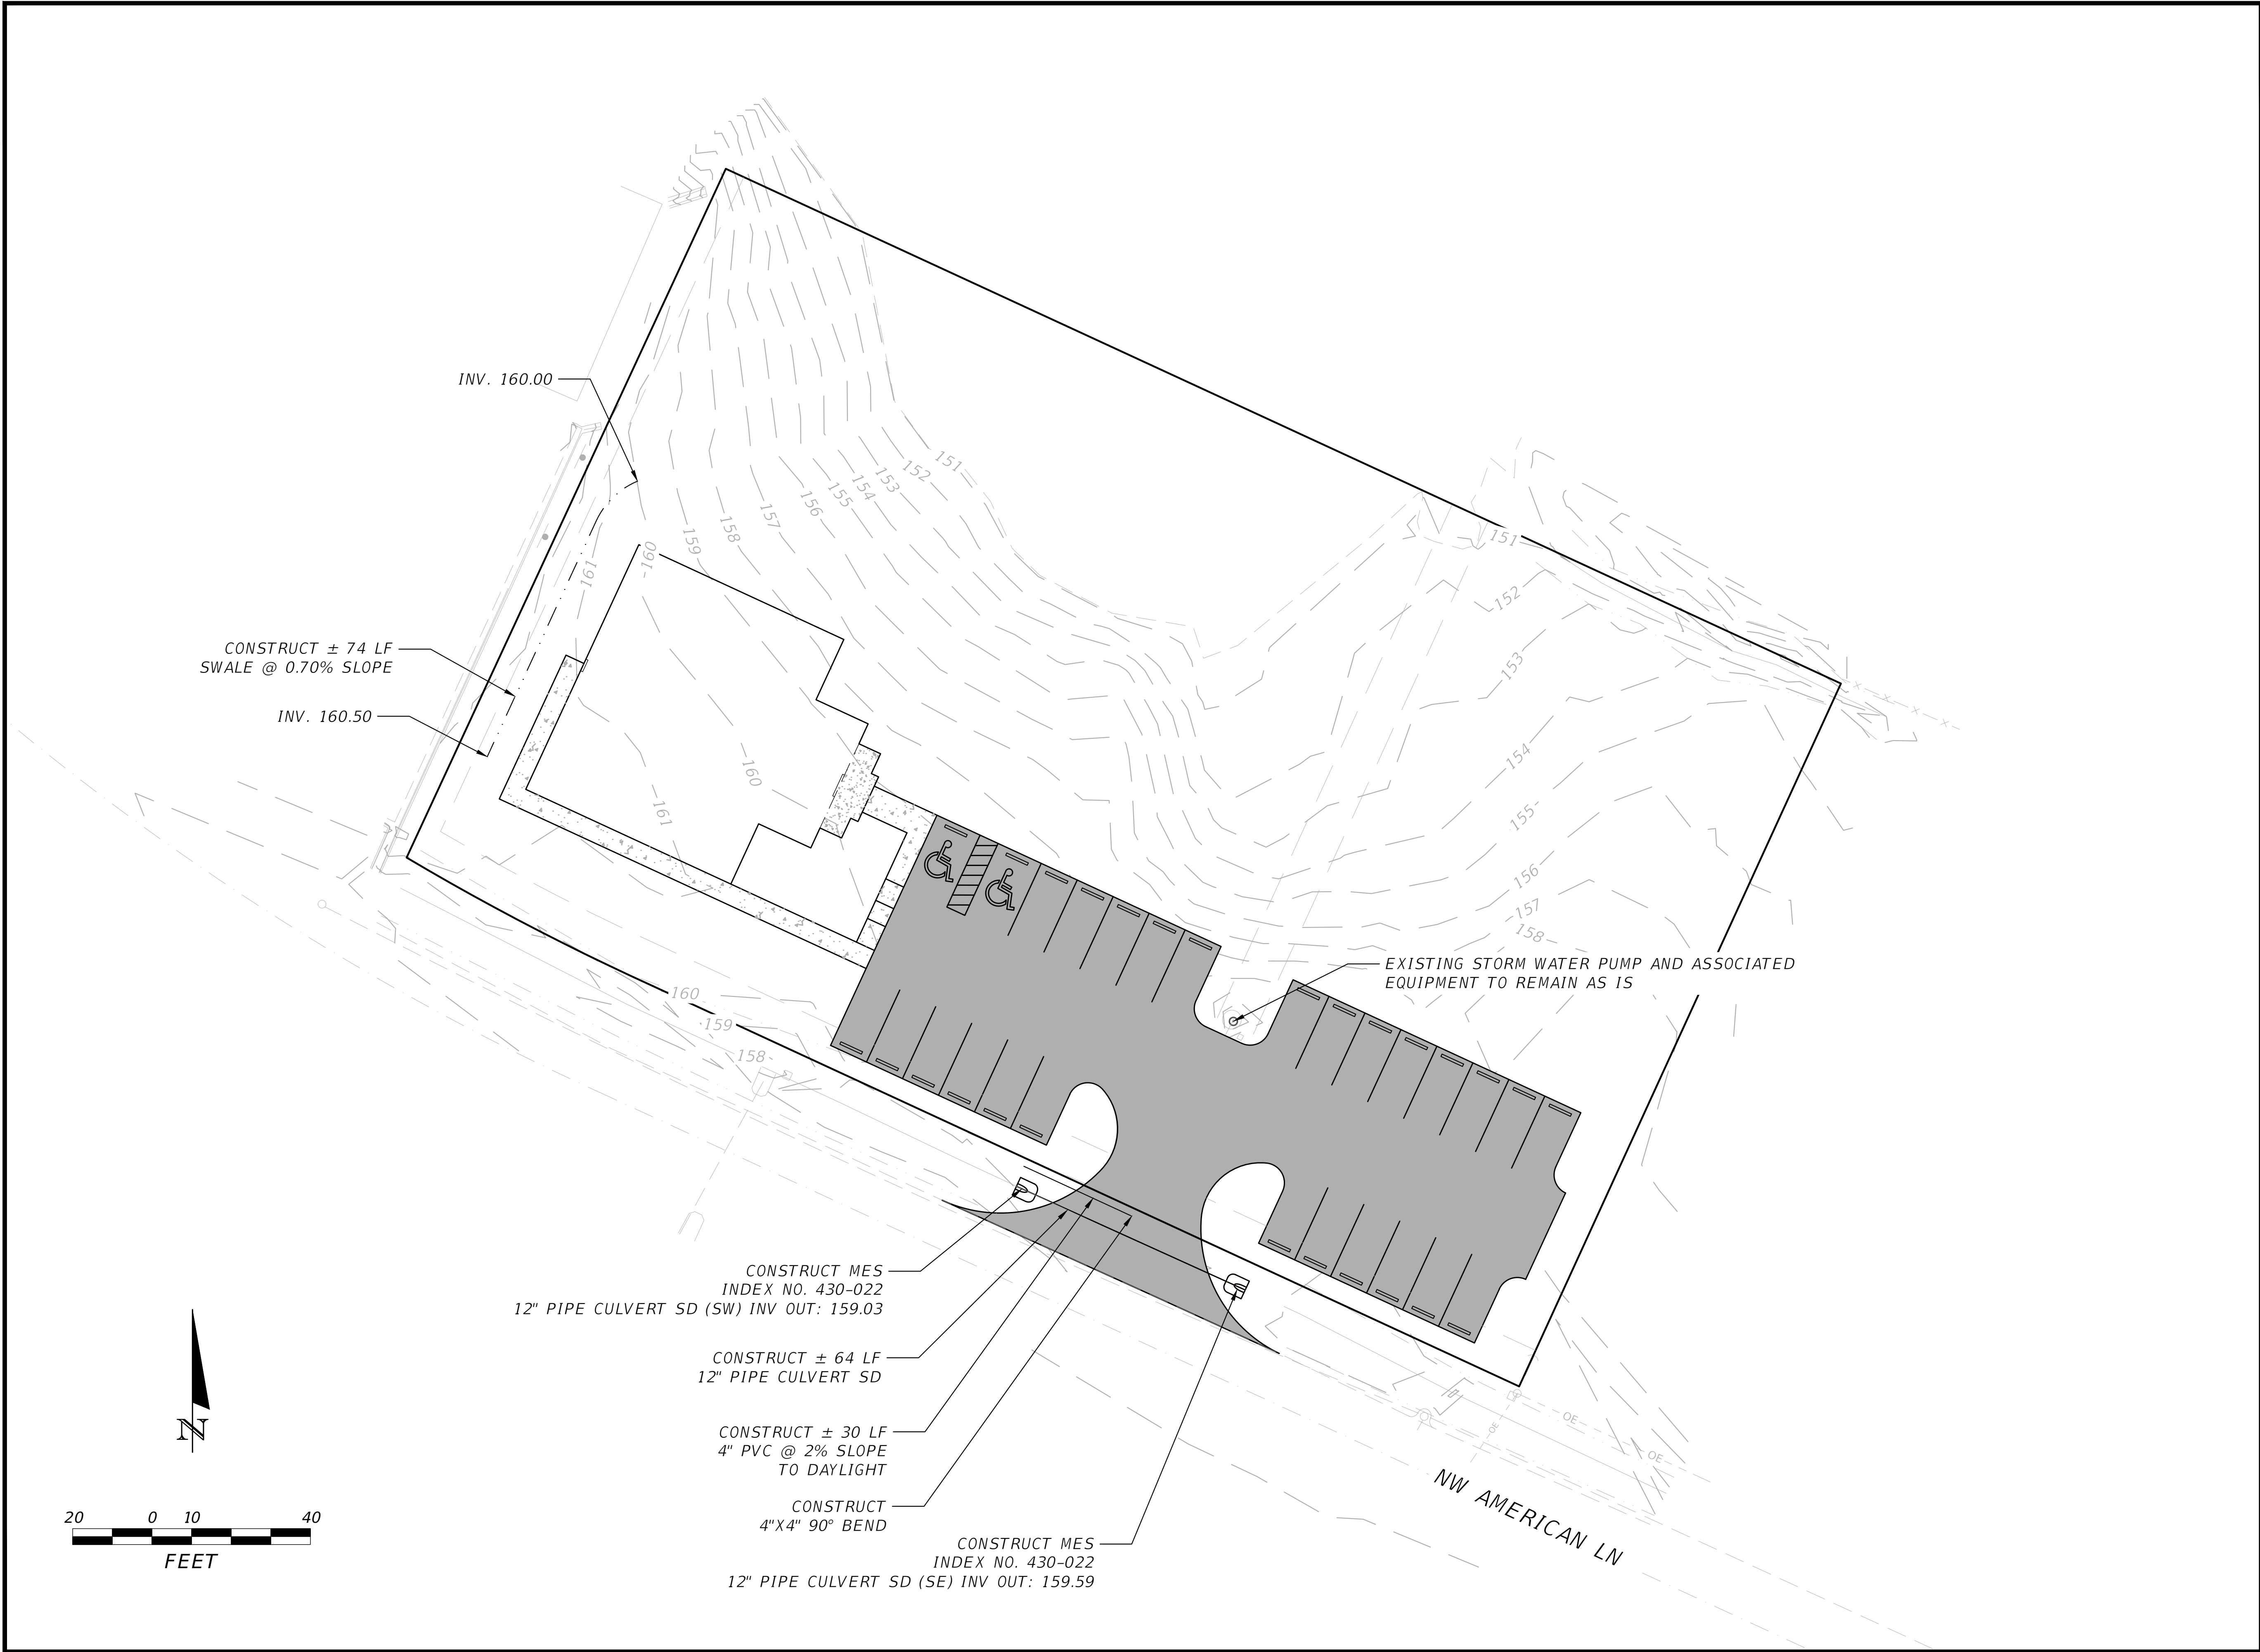 INV. 160.00
CONSTRUCT ± 74 LF
SWALE @ 0.70% SLOPE
INV. 160.50
161
160
159
158
157
156
155
154
153
152
151
151
152
153
154
155
156
157
158
160
161
160
159
158
EXISTING STORM WATER PUMP AND ASSOCIATED
EQUIPMENT TO REMAIN AS IS
CONSTRUCT MES
INDEX NO. 430-022
12" PIPE CULVERT SD (SW) INV OUT: 159.03
CONSTRUCT ± 64 LF
12" PIPE CULVERT SD
CONSTRUCT ± 30 LF
4" PVC @ 2% SLOPE
TO DAYLIGHT
CONSTRUCT
4"X4" 90° BEND
CONSTRUCT MES
INDEX NO. 430-022
12" PIPE CULVERT SD (SE) INV OUT: 159.59
OE
OE
OE
NW AMERICAN LN
N
20 0 10 40
FEET